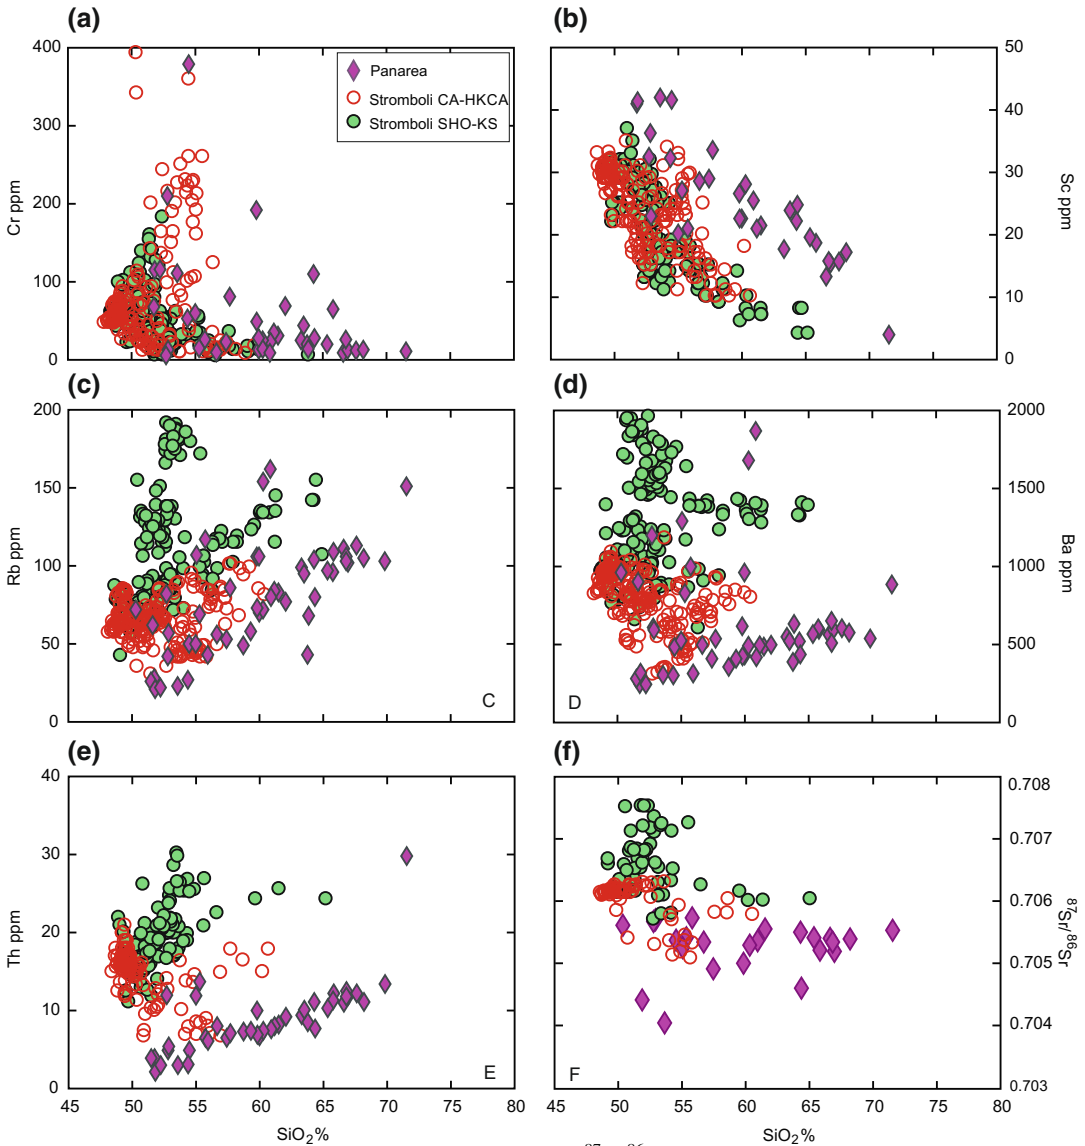 (a)
(b)
400
300
200
100
0
Cr ppm
Panarea
Stromboli CA-HKCA
Stromboli SHO-KS
50
40
30
20
10
0
Sc ppm
(c)
(d)
200
150
100
50
0
Rb ppm
C
2000
1500
1000
500
0
Ba ppm
D
(e)
(f)
40
30
20
10
0
Th ppm
E
0.708
0.707
0.706
0.705
0.704
0.703
87Sr/86Sr
F
45 50 55 60 65 70 75 80
SiO2%
45 50 55 60 65 70 75 80
SiO2%